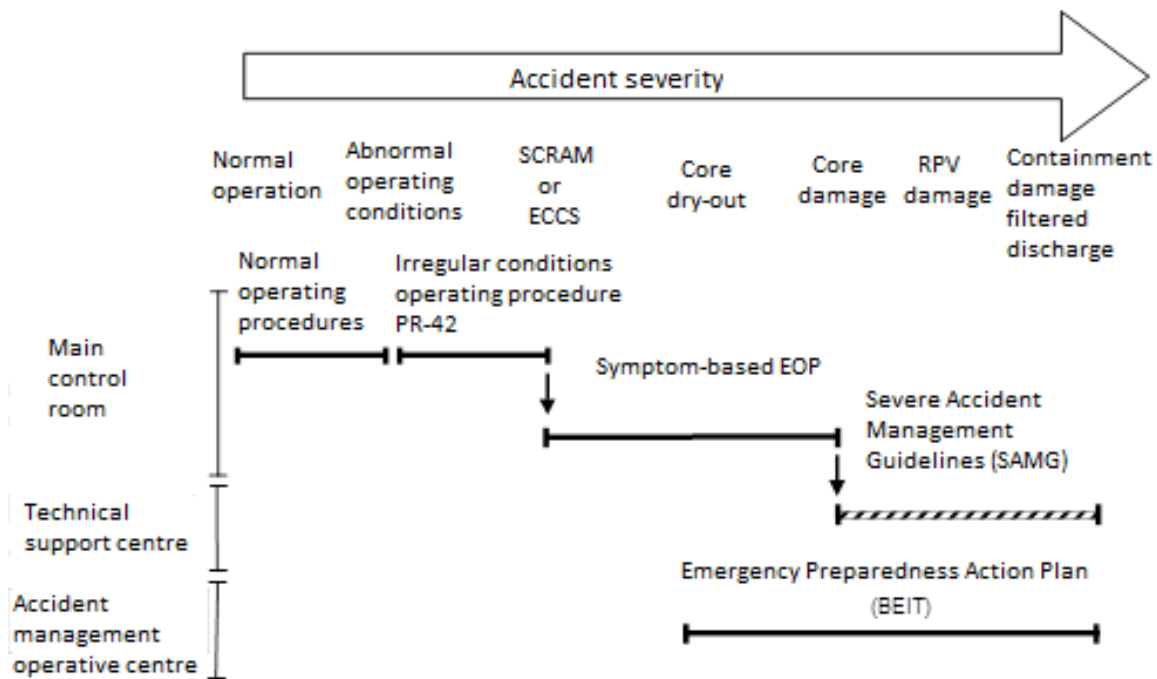 Accident severity
Normal
operation
Abnormal
operating
conditions
SCRAM
or
ECCS
Core
dry-out
Core
damage
RPV
damage
Containment
damage
filtered
discharge
Normal
operating
procedures
Irregular conditions
operating procedure
PR-42
Main
control
room
Symptom-based EOP
Severe Accident
Management
Guidelines (SAMG)
Technical
support centre
Emergency Preparedness Action Plan
(BEIT)
Accident
management
operative centre